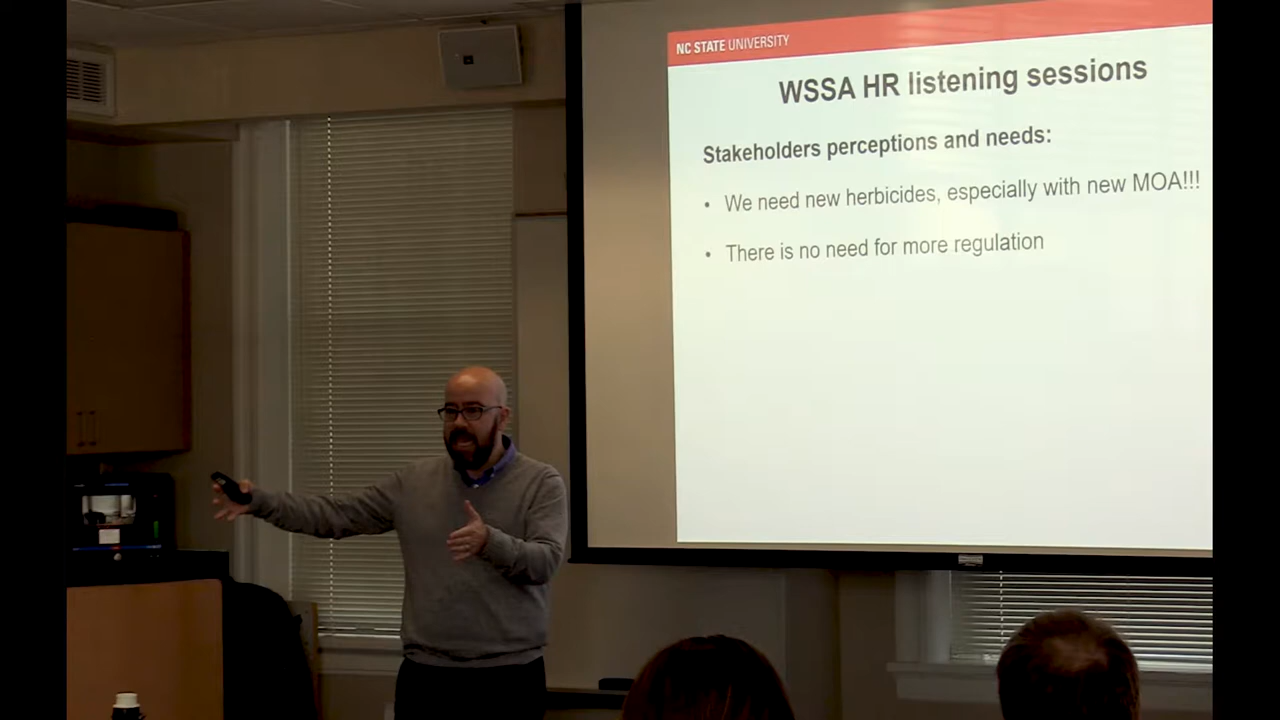 NC STATE UNIVERSITY
WSSA HR listening sessions
Stakeholders perceptions and needs:
• We need new herbicides, especially with new MOA!!!
• There is no need for more regulation